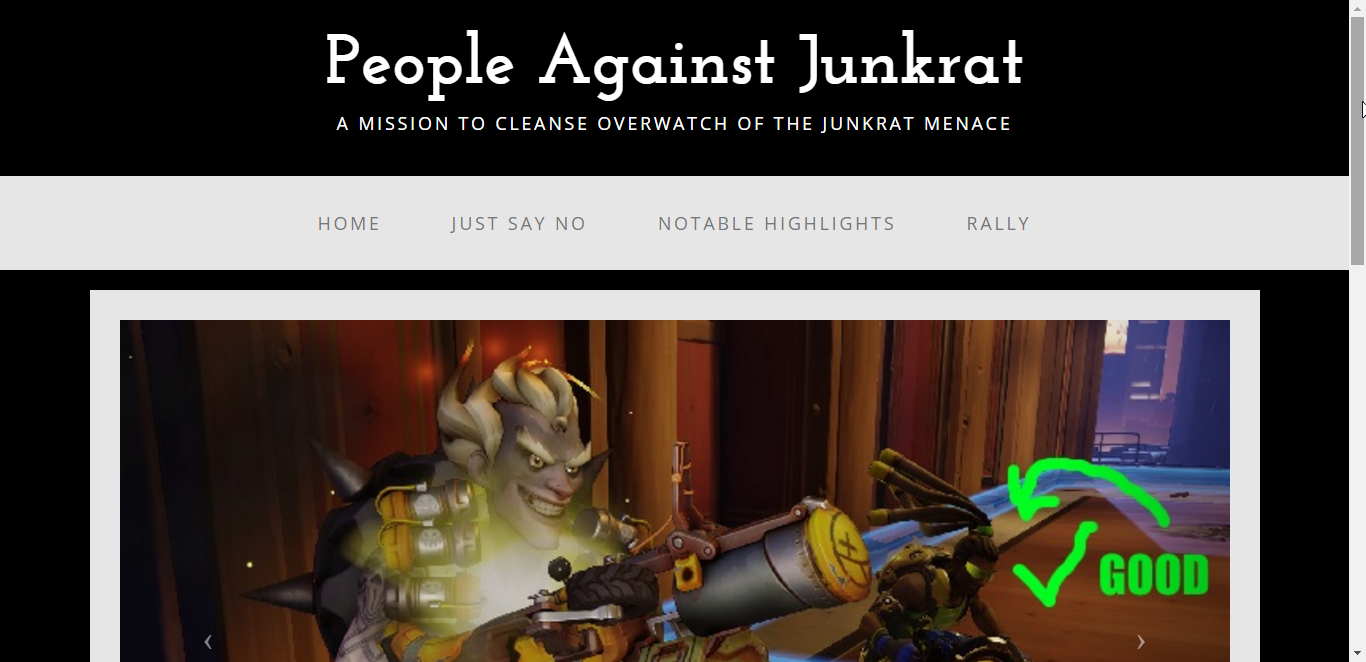 People Against Junkrat
A MISSION TO CLEANSE OVERWATCH OF THE JUNKRAT MENACE
HOME JUST SAY NO NOTABLE HIGHLIGHTS RALLY
GOOD